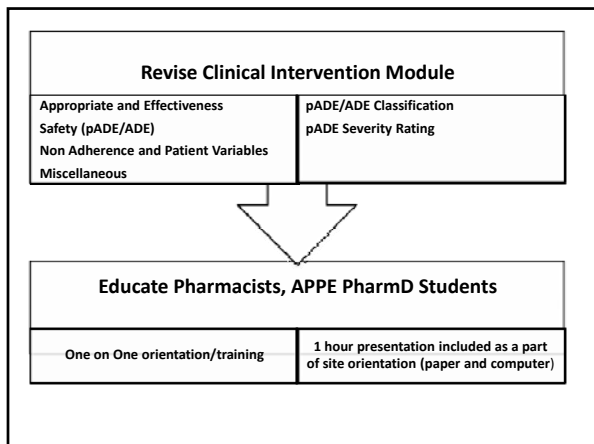 Revise Clinical Intervention Module
Appropriate and Effectiveness
Safety (pADE/ADE)
Non Adherence and Patient Variables
Miscellaneous
pADE/ADE Classification
pADE Severity Rating
Educate Pharmacists, APPE PharmD Students
One on One orientation/training
1 hour presentation included as a part
of site orientation (paper and computer)